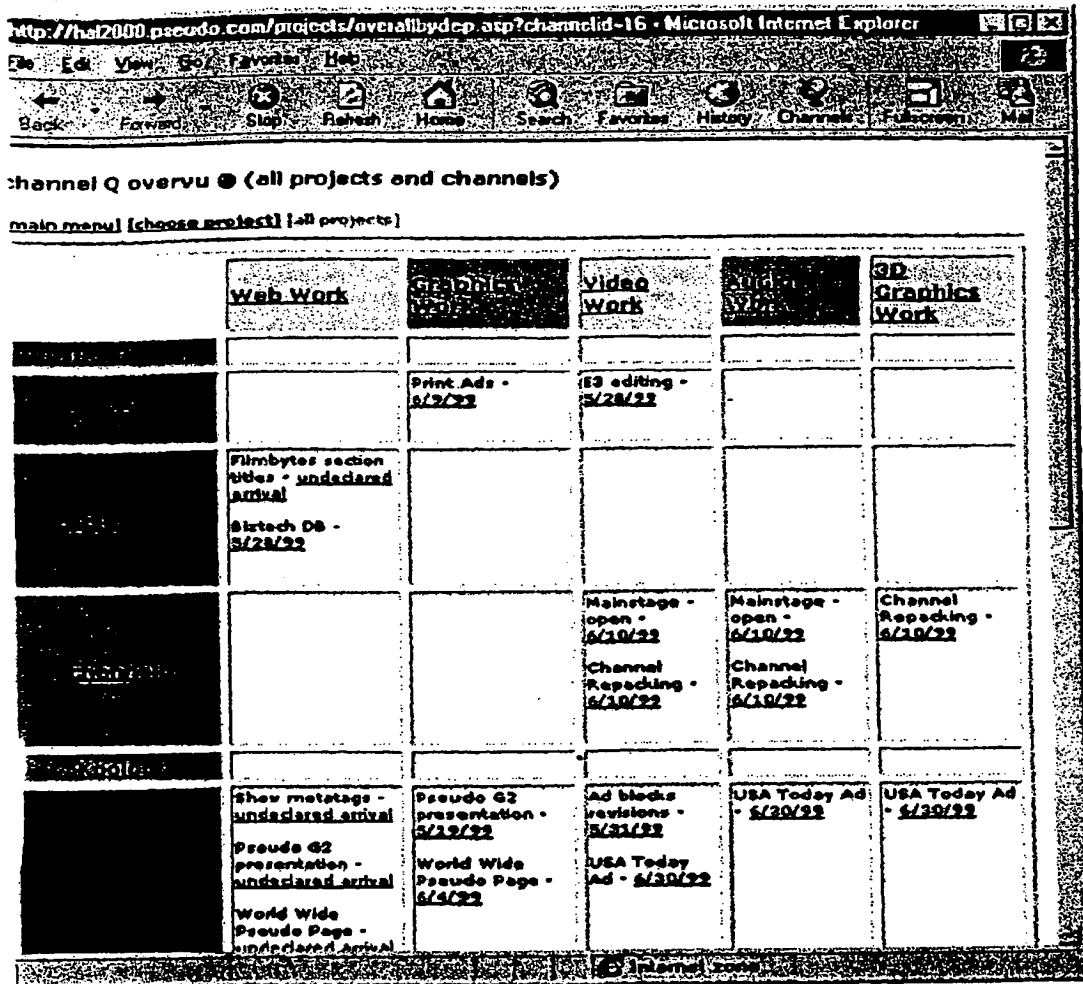 http://hal2000.pseudo.com/projects/overallbydep.asp?channelid=16 - Microsoft Internet Explorer
File Edit View Go Favorites Help
Back Forward Stop Refresh Home Search Favorites History Channels Fullscreen Mail
channel Q overvu (all projects and channels)
main menu] [choose project] [all projects]
Web Work Graphics Work Video Work Audio Work 3D Graphics Work
Print Ads -
6/9/99
E3 editing -
5/28/99
Filmbytes section
titles - undeclared
arrival
Biztech DB -
5/28/99
Mainstage -
open -
6/10/99
Channel
Repacking -
6/10/99
Mainstage -
open -
6/10/99
Channel
Repacking -
6/10/99
Channel
Repacking -
6/10/99
Show metatags -
undeclared arrival
Pseudo G2
presentation -
undeclared arrival
World Wide
Pseudo Page -
undeclared arrival
Pseudo G2
presentation -
5/19/99
World Wide
Pseudo Page -
6/4/99
Ad blocks
revisions -
5/31/99
USA Today
Ad - 6/30/99
USA Today Ad
- 6/30/99
USA Today Ad
- 6/30/99
Internet zone